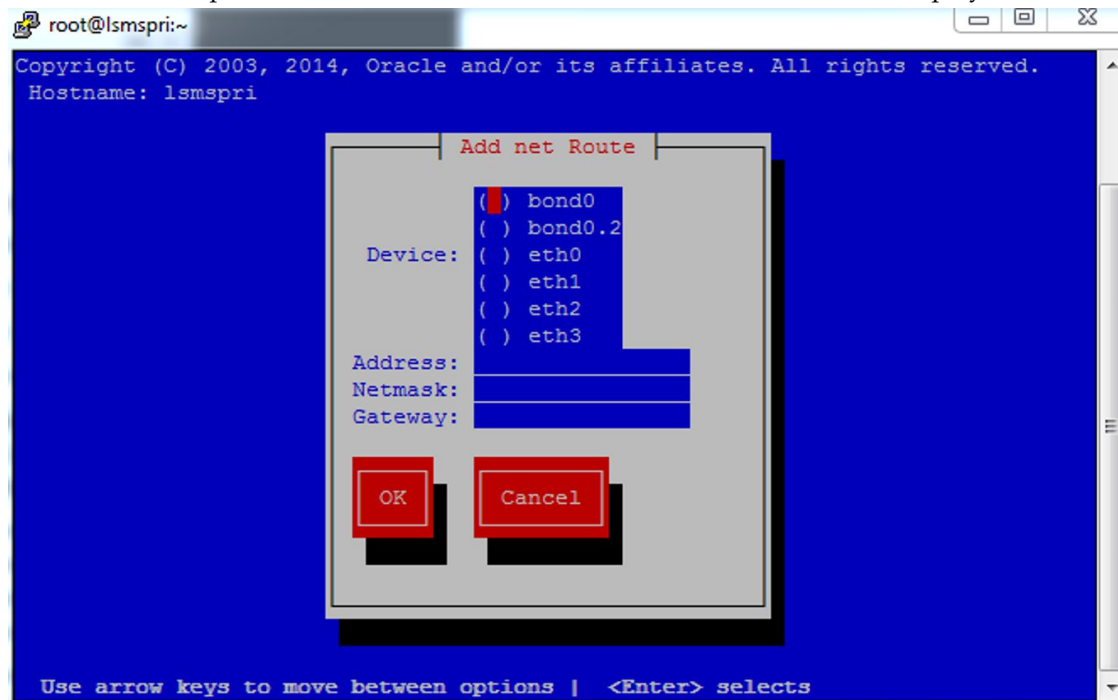 root@lsmspri:~
Copyright (C) 2003, 2014, Oracle and/or its affiliates. All rights reserved.
Hostname: lsmspri
Add net Route
( ) bond0
( ) bond0.2
Device: ( ) eth0
( ) eth1
( ) eth2
( ) eth3
Address:
Netmask:
Gateway:
OK Cancel
Use arrow keys to move between options | <Enter> selects